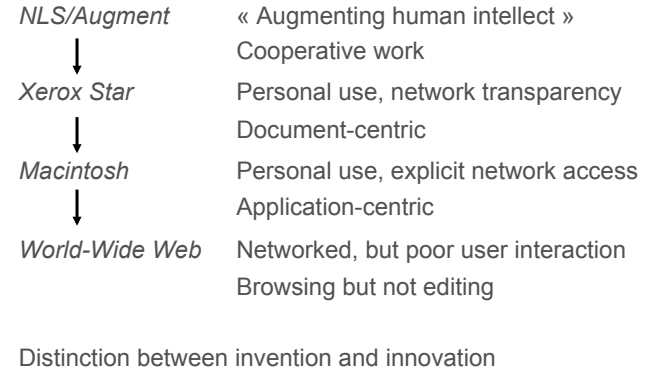 NLS/Augment « Augmenting human intellect »
Cooperative work
Xerox Star Personal use, network transparency
Document-centric
Macintosh Personal use, explicit network access
Application-centric
World-Wide Web Networked, but poor user interaction
Browsing but not editing
Distinction between invention and innovation